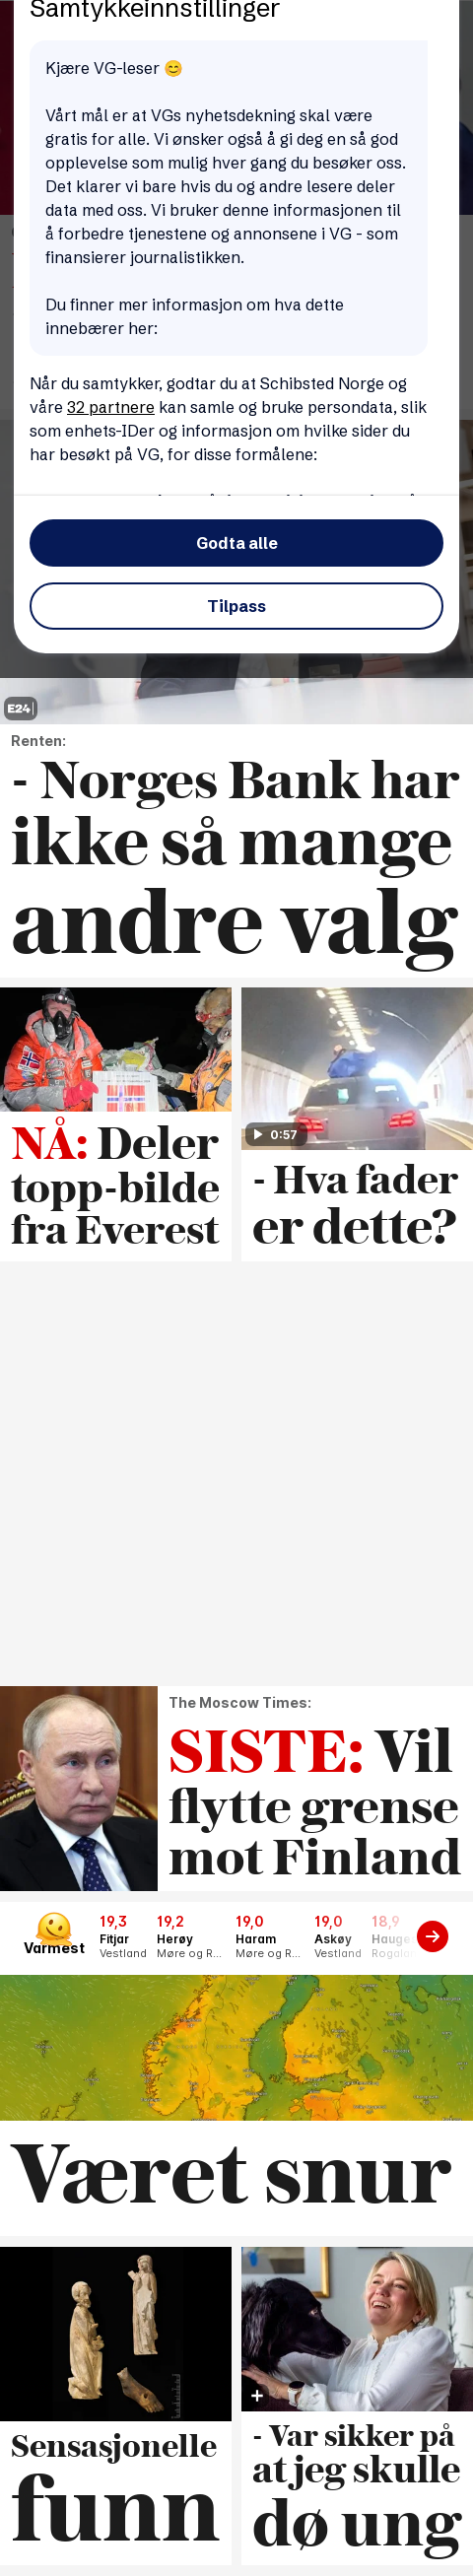 Samtykkeinnstillinger
Kjære VG-leser 😊
Vårt mål er at VGs nyhetsdekning skal være
gratis for alle. Vi ønsker også å gi deg en så god
opplevelse som mulig hver gang du besøker oss.
Det klarer vi bare hvis du og andre lesere deler
data med oss. Vi bruker denne informasjonen til
å forbedre tjenestene og annonsene i VG - som
finansierer journalistikken.
Du finner mer informasjon om hva dette
innebærer her:
Når du samtykker, godtar du at Schibsted Norge og
våre 32 partnere kan samle og bruke persondata, slik
som enhets-IDer og informasjon om hvilke sider du
har besøkt på VG, for disse formålene:
Godta alle
Tilpass
E24
Renten:
- Norges Bank har
ikke så mange
andre valg
NÅ: Deler
topp-bilde
fra Everest
0:57
- Hva fader
er dette?
The Moscow Times:
SISTE: Vil
flytte grense
mot Finland
Varmest
19,3
Fitjar
Vestland
19,2
Herøy
Møre og R...
19,0
Haram
Møre og R...
19,0
Askøy
Vestland
18,9
Været snur
Sensasjonelle
funn
- Var sikker på
at jeg skulle
dø ung